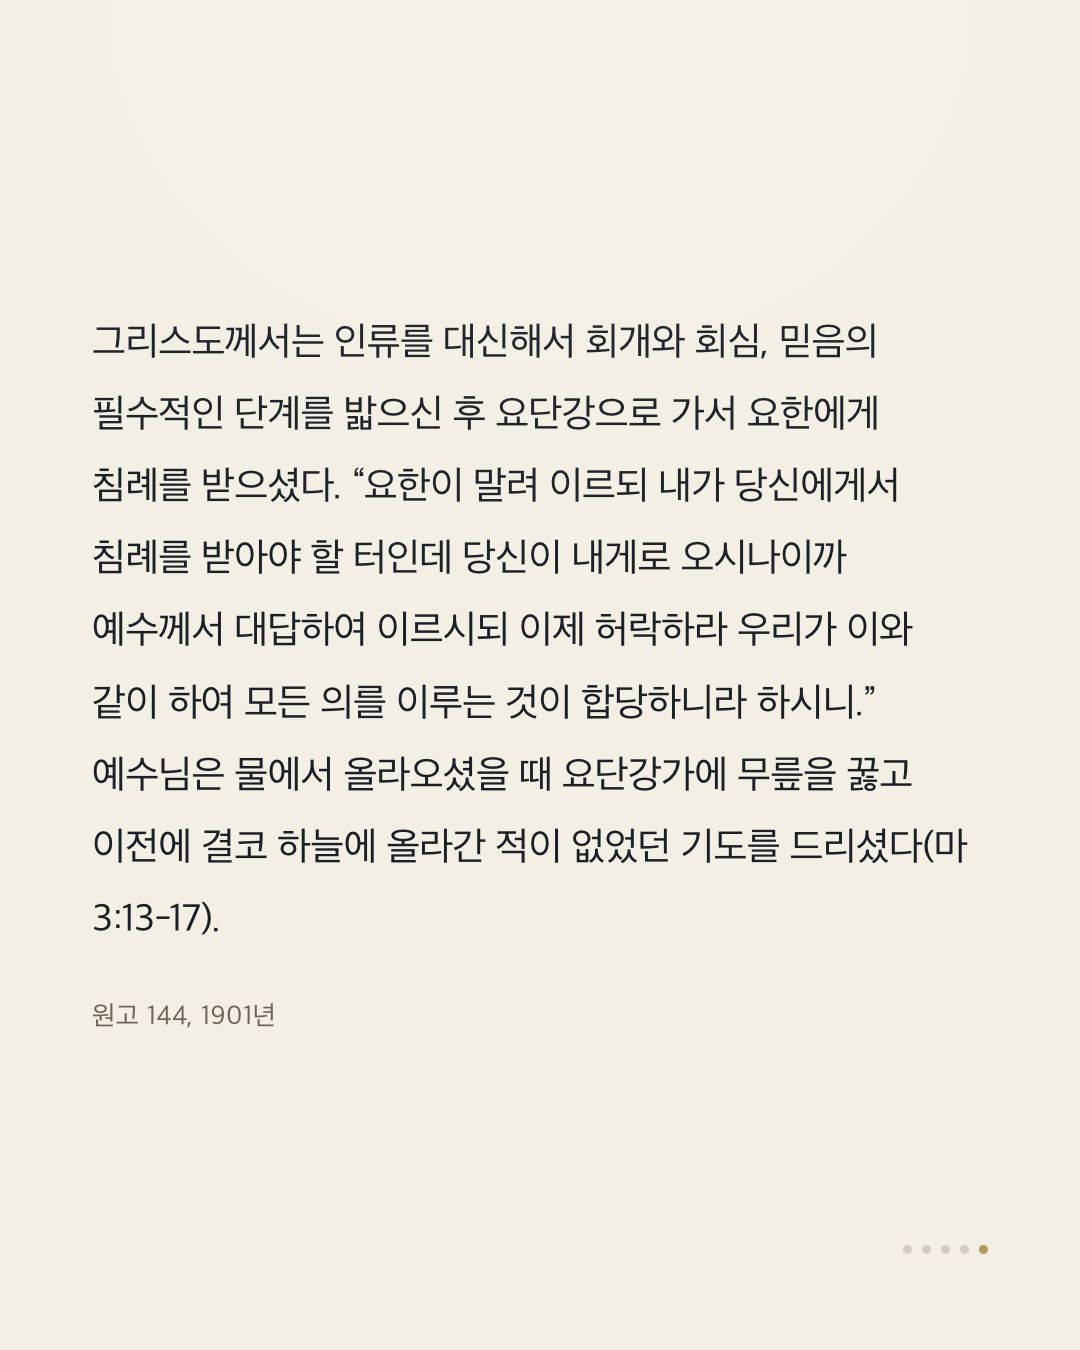 그리스도께서는 인류를 대신해서 회개와 회심, 믿음의
필수적인 단계를 밟으신 후 요단강으로 가서 요한에게
침례를 받으셨다. “요한이 말려 이르되 내가 당신에게서
침례를 받아야 할 터인데 당신이 내게로 오시나이까
예수께서 대답하여 이르시되 이제 허락하라 우리가 이와
같이 하여 모든 의를 이루는 것이 합당하니라 하시니.”
예수님은 물에서 올라오셨을 때 요단강가에 무릎을 꿇고
이전에 결코 하늘에 올라간 적이 없었던 기도를 드리셨다(마
3:13-17).
원고 144, 1901년